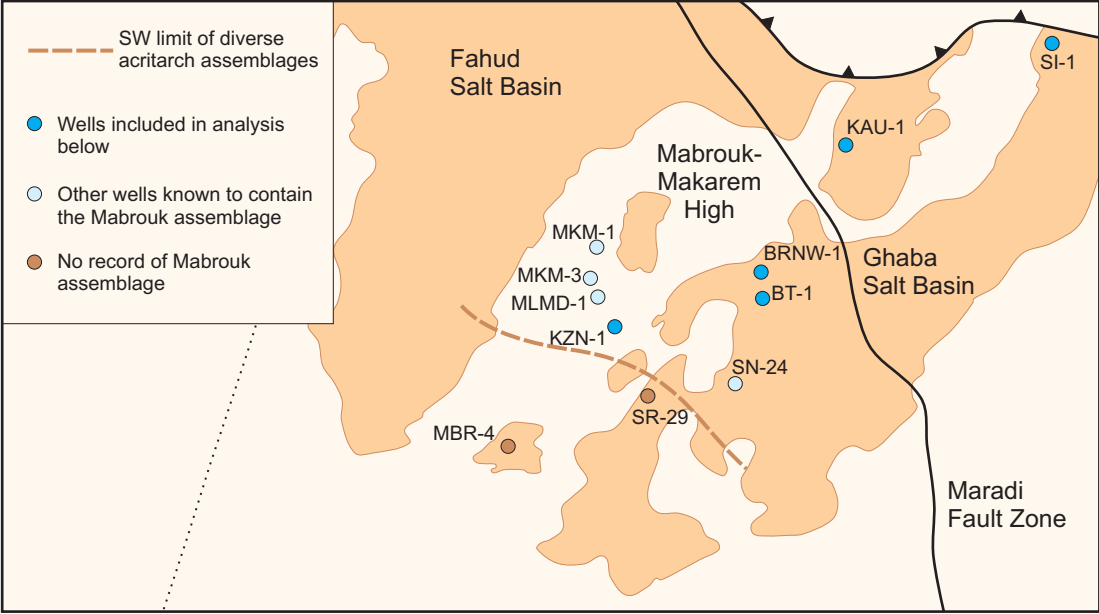 SW limit of diverse
acritarch assemblages
Wells included in analysis
below
Other wells known to contain
the Mabrouk assemblage
No record of Mabrouk
assemblage
Fahud
Salt Basin
SI-1
KAU-1
Mabrouk-
Makarem
High
MKM-1
BRNW-1
Ghaba
Salt Basin
MKM-3
BT-1
MLMD-1
KZN-1
SN-24
SR-29
MBR-4
Maradi
Fault Zone